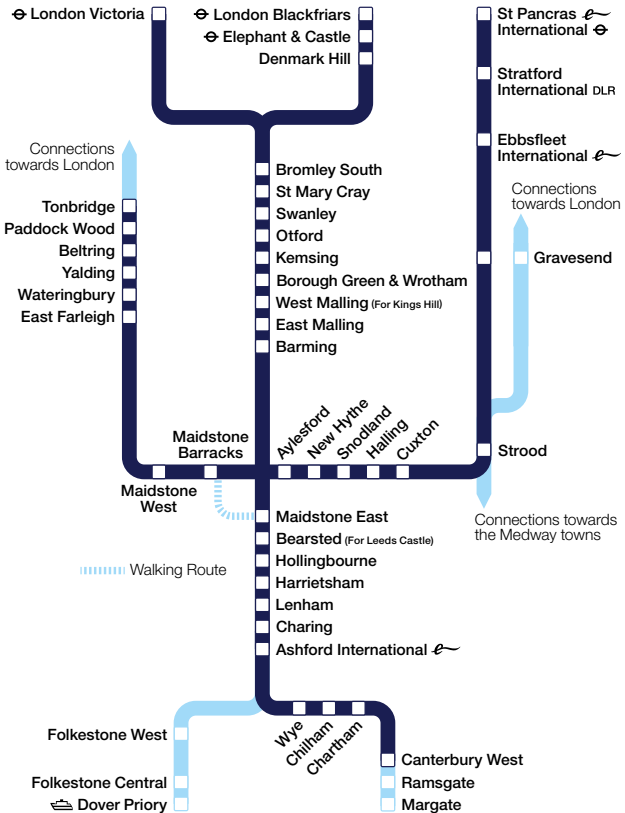 London Victoria
London Blackfriars
Elephant & Castle
Denmark Hill
St Pancras
International
Stratford
International DLR
Ebbsfleet
International
Connections
towards London
Connections
towards London
Gravesend
Tonbridge
Paddock Wood
Beltring
Yalding
Wateringbury
East Farleigh
Bromley South
St Mary Cray
Swanley
Otford
Kemsing
Borough Green & Wrotham
West Malling (For Kings Hill)
East Malling
Barming
Maidstone
West
Maidstone
Barracks
Aylesford
New Hythe
Snodland
Halling
Cuxton
Strood
Connections towards
the Medway towns
Maidstone East
Bearsted (For Leeds Castle)
Hollingbourne
Harrietsham
Lenham
Charing
Ashford International
Walking Route
Folkestone West
Folkestone Central
Dover Priory
Wye
Chilham
Chartham
Canterbury West
Ramsgate
Margate